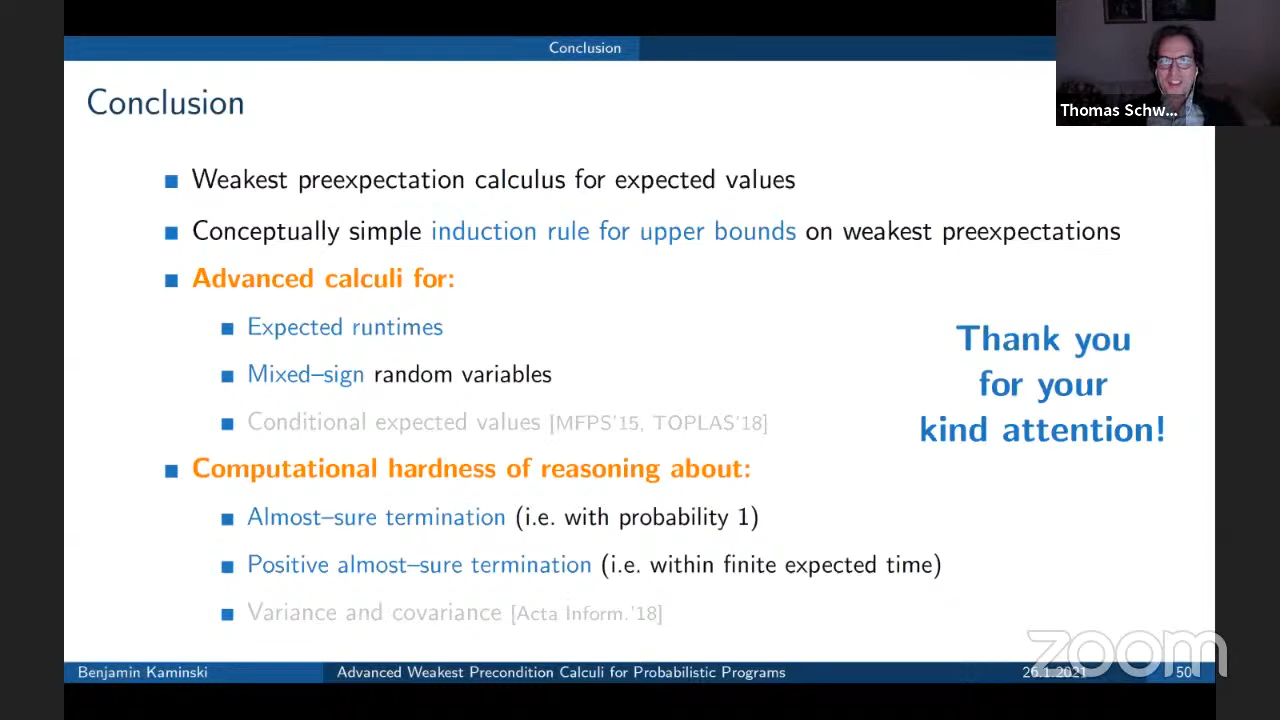 Conclusion
Thomas Schw...
Conclusion
Weakest preexpectation calculus for expected values
Conceptually simple induction rule for upper bounds on weakest preexpectations
Advanced calculi for:
Expected runtimes
Mixed–sign random variables
Conditional expected values [MFPS'15, TOPLAS'18]
Computational hardness of reasoning about:
Almost–sure termination (i.e. with probability 1)
Positive almost–sure termination (i.e. within finite expected time)
Variance and covariance [Acta Inform.'18]
Thank you
for your
kind attention!
zoom
Benjamin Kaminski Advanced Weakest Precondition Calculi for Probabilistic Programs 26.1.2021 50